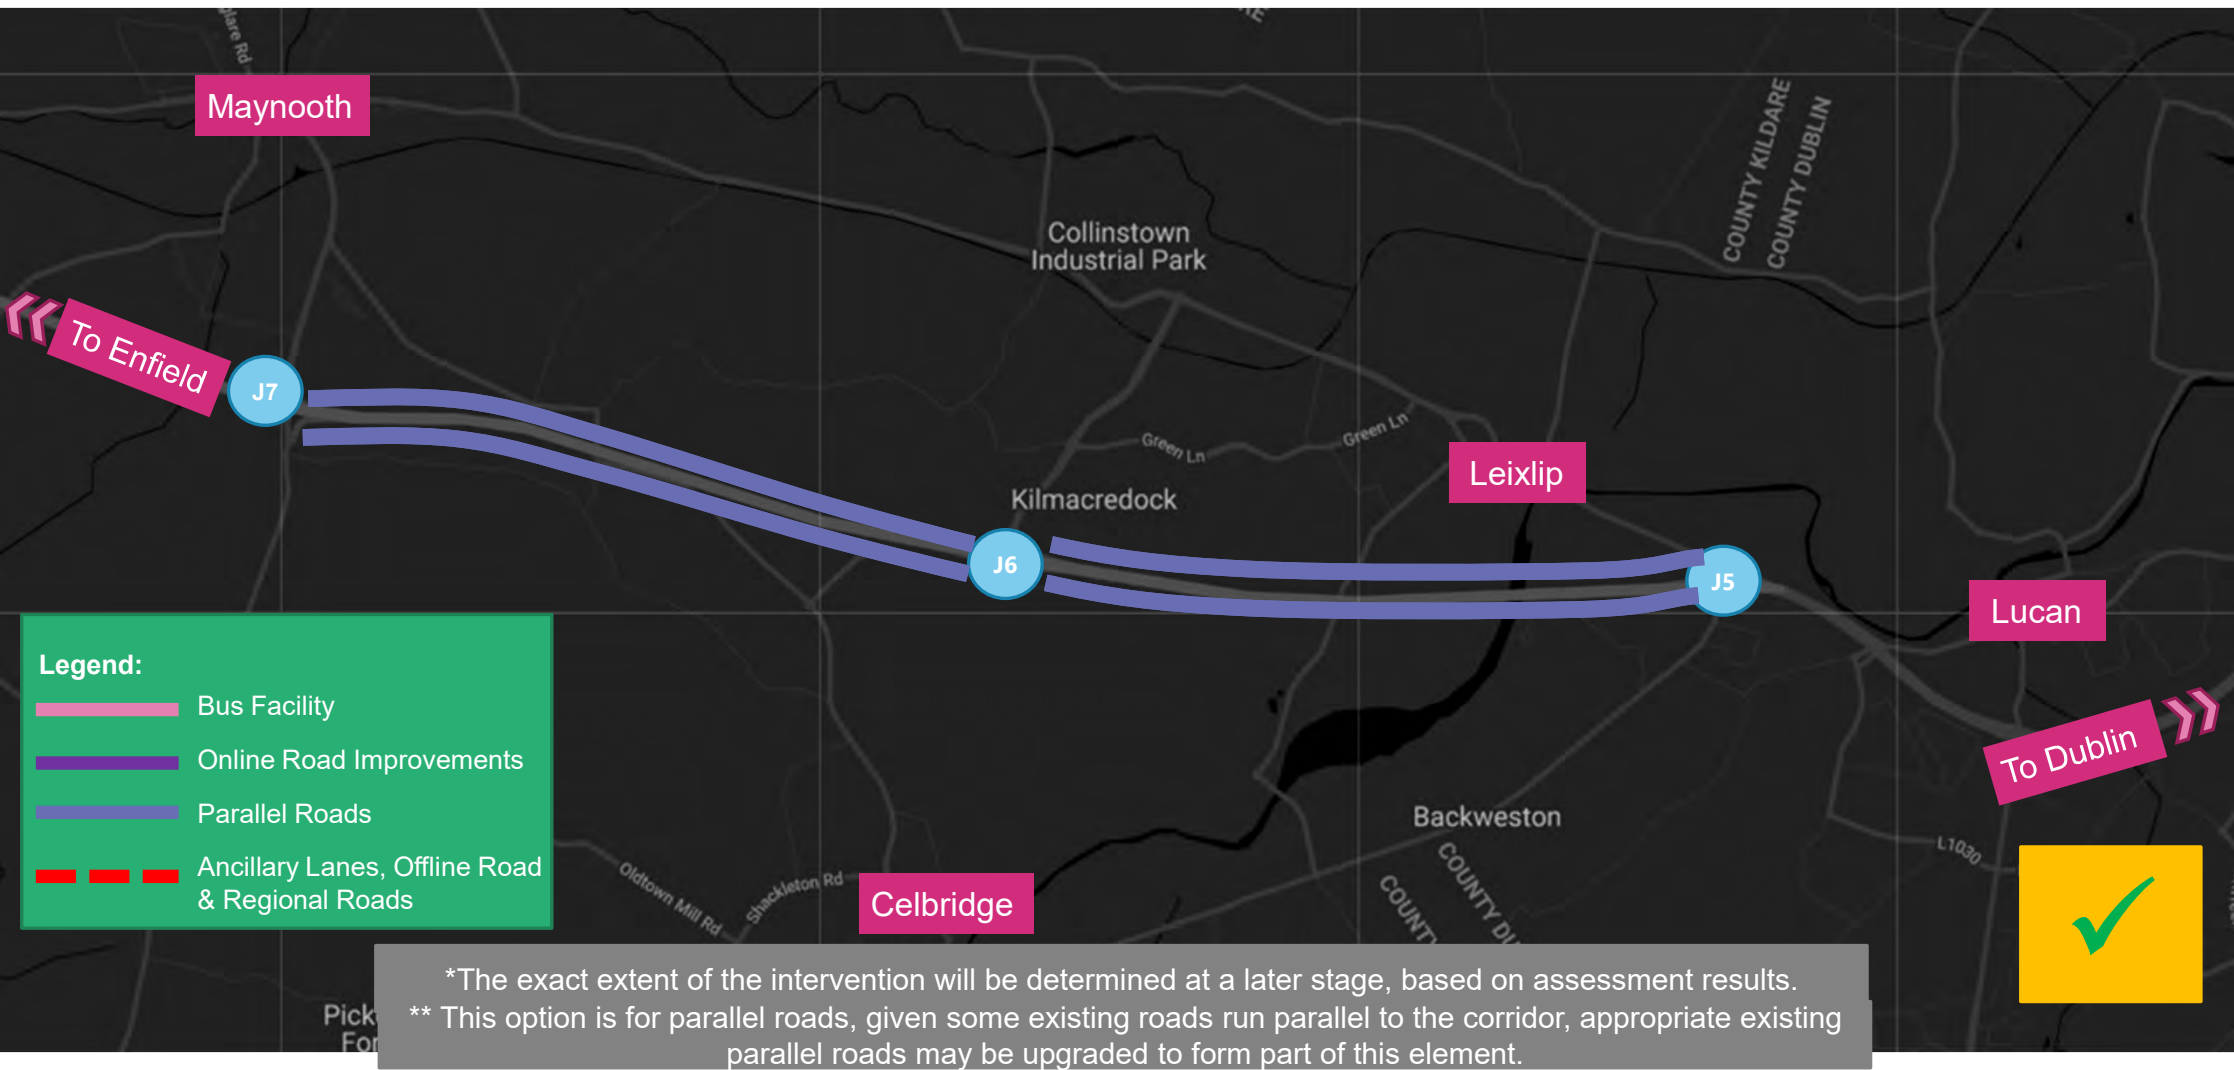 Maynooth
COUNTY KILDARE
COUNTY DUBLIN
Collinstown
Industrial Park
To Enfield
J7
Green Ln
Green Ln
Leixlip
Kilmacredock
J6
J5
Lucan
Legend:
Bus Facility
Online Road Improvements
Parallel Roads
Ancillary Lanes, Offline Road
& Regional Roads
To Dublin
Backweston
L1030
Oldtown Mill Rd
Shackleton Rd
Celbridge
COUNTY
COUNTY DU
*The exact extent of the intervention will be determined at a later stage, based on assessment results.
** This option is for parallel roads, given some existing roads run parallel to the corridor, appropriate existing
parallel roads may be upgraded to form part of this element.